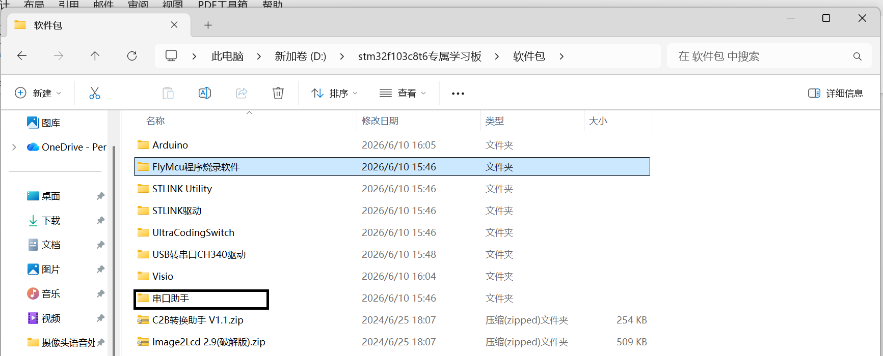 计 布局 引用 邮件 审阅 视图 PDF工具箱 帮助
软件包
此电脑 > 新加卷 (D:) > stm32f103c8t6专属学习板 > 软件包 >
在 软件包 中搜索
新建 排序 查看 ... 详细信息
名称 修改日期 类型 大小
图库
OneDrive - Per
桌面
下载
文档
图片
音乐
视频
摄像头语音处
Arduino 2026/6/10 16:05 文件夹
FlyMcu程序烧录软件 2026/6/10 15:46 文件夹
STLINK Utility 2026/6/10 15:46 文件夹
STLINK驱动 2026/6/10 15:46 文件夹
UltraCodingSwitch 2026/6/10 15:46 文件夹
USB转串口CH340驱动 2026/6/10 15:48 文件夹
Visio 2026/6/10 16:04 文件夹
串口助手 2026/6/10 15:46 文件夹
C2B转换助手 V1.1.zip 2024/6/25 18:07 压缩(zipped)文件夹 254 KB
Image2Lcd 2.9(破解版).zip 2024/6/25 18:07 压缩(zipped)文件夹 509 KB